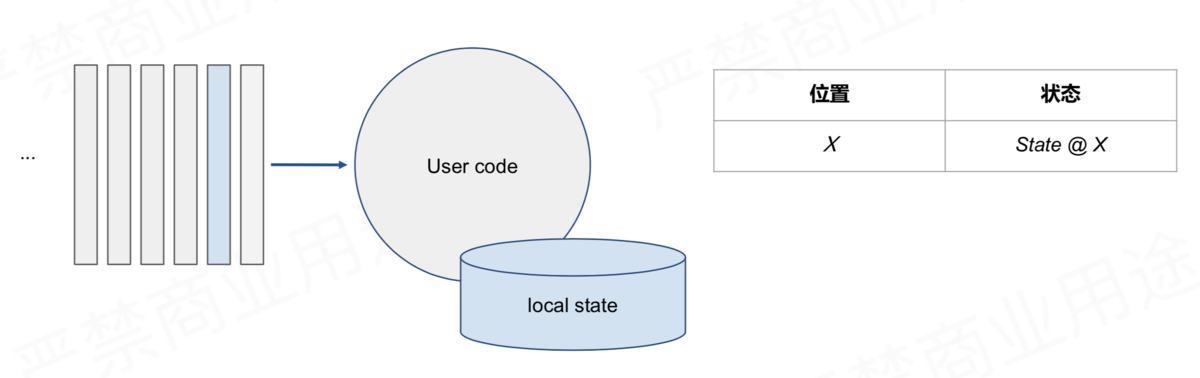 严禁商业用途
位置 状态
...
User code
X State @ X
local state
严禁商业用途
严禁商业用途